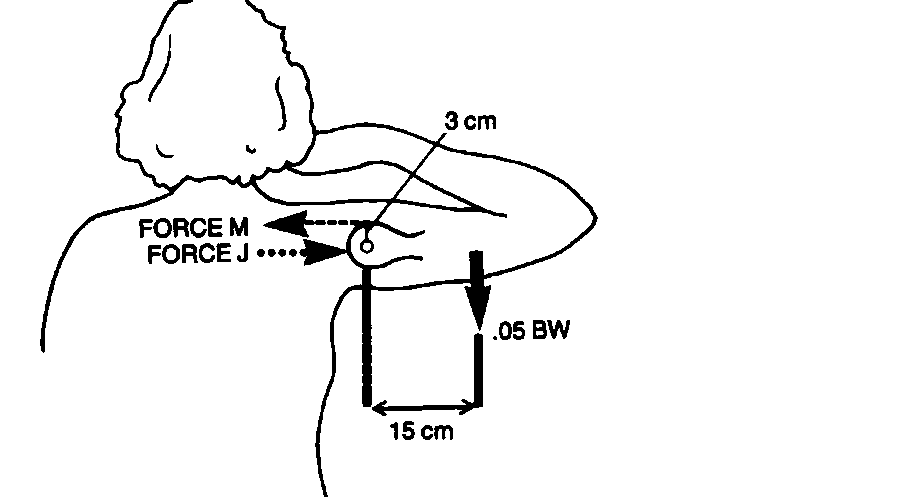 3 cm
FORCE M
FORCE J
.05 BW
15 cm